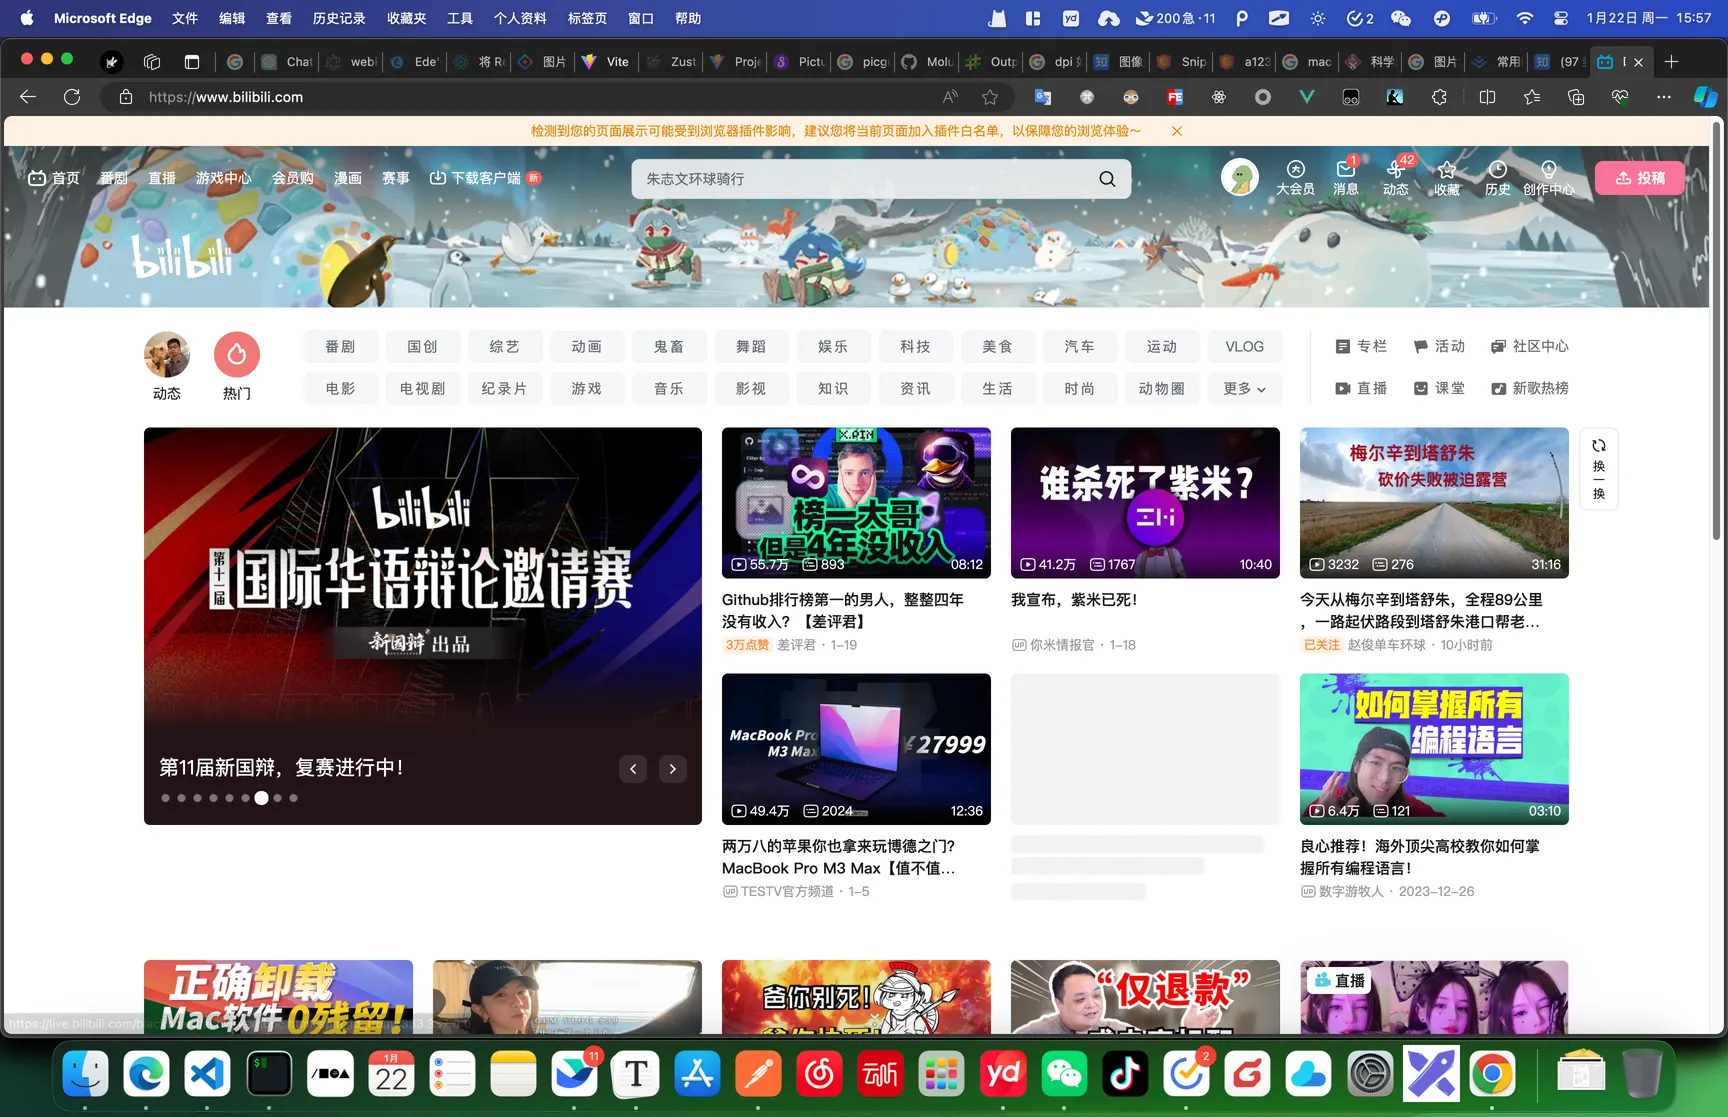 Microsoft Edge 文件 编辑 查看 历史记录 收藏夹 工具 个人资料 标签页 窗口 帮助
yd 200急·11 2 1月22日 周一 15:57
Chat webl Ede' 将 Re 图片 Vite Zust Proje Pictu picg Molu Outp dpi 图像 Snip a123 mac 科学 图片 常用 (97
https://www.bilibili.com
检测到您的页面展示可能受到浏览器插件影响，建议您将当前页面加入插件白名单，以保障您的浏览体验～
首页 番剧 直播 游戏中心 会员购 漫画 赛事 下载客户端 新
朱志文环球骑行
大会员 1 消息 42 动态 收藏 历史 创作中心 投稿
bilibili
动态 热门
番剧 国创 综艺 动画 鬼畜 舞蹈 娱乐 科技 美食 汽车 运动 VLOG
电影 电视剧 纪录片 游戏 音乐 影视 知识 资讯 生活 时尚 动物圈 更多
专栏 活动 社区中心
直播 课堂 新歌热榜
bilibili
第十一届
国际华语辩论邀请赛
新国辩 出品
第11届新国辩，复赛进行中！
X.PIN
榜一大哥
但是4年没收入
55.7万 893 08:12
Github排行榜第一的男人，整整四年
没有收入？【差评君】
3万点赞 差评君 · 1-19
谁杀死了紫米？
41.2万 1767 10:40
我宣布，紫米已死！
UP 你米情报官 · 1-18
梅尔辛到塔舒朱
砍价失败被迫露营
3232 276 31:16
今天从梅尔辛到塔舒朱，全程89公里
，一路起伏路段到塔舒朱港口帮老...
已关注 赵俊单车环球 · 10小时前
换一换
MacBook Pro
M3 Max
¥27999
49.4万 2024 12:36
两万八的苹果你也拿来玩博德之门？
MacBook Pro M3 Max【值不值...
UP TESTV官方频道 · 1-5
如何掌握所有
编程语言
6.4万 121 03:10
良心推荐！海外顶尖高校教你如何掌
握所有编程语言！
UP 数字游牧人 · 2023-12-26
正确卸载
Mac软件 0残留！
爸你别死！
“仅退款”
直播
1月
22
11
T
云听
yd
2